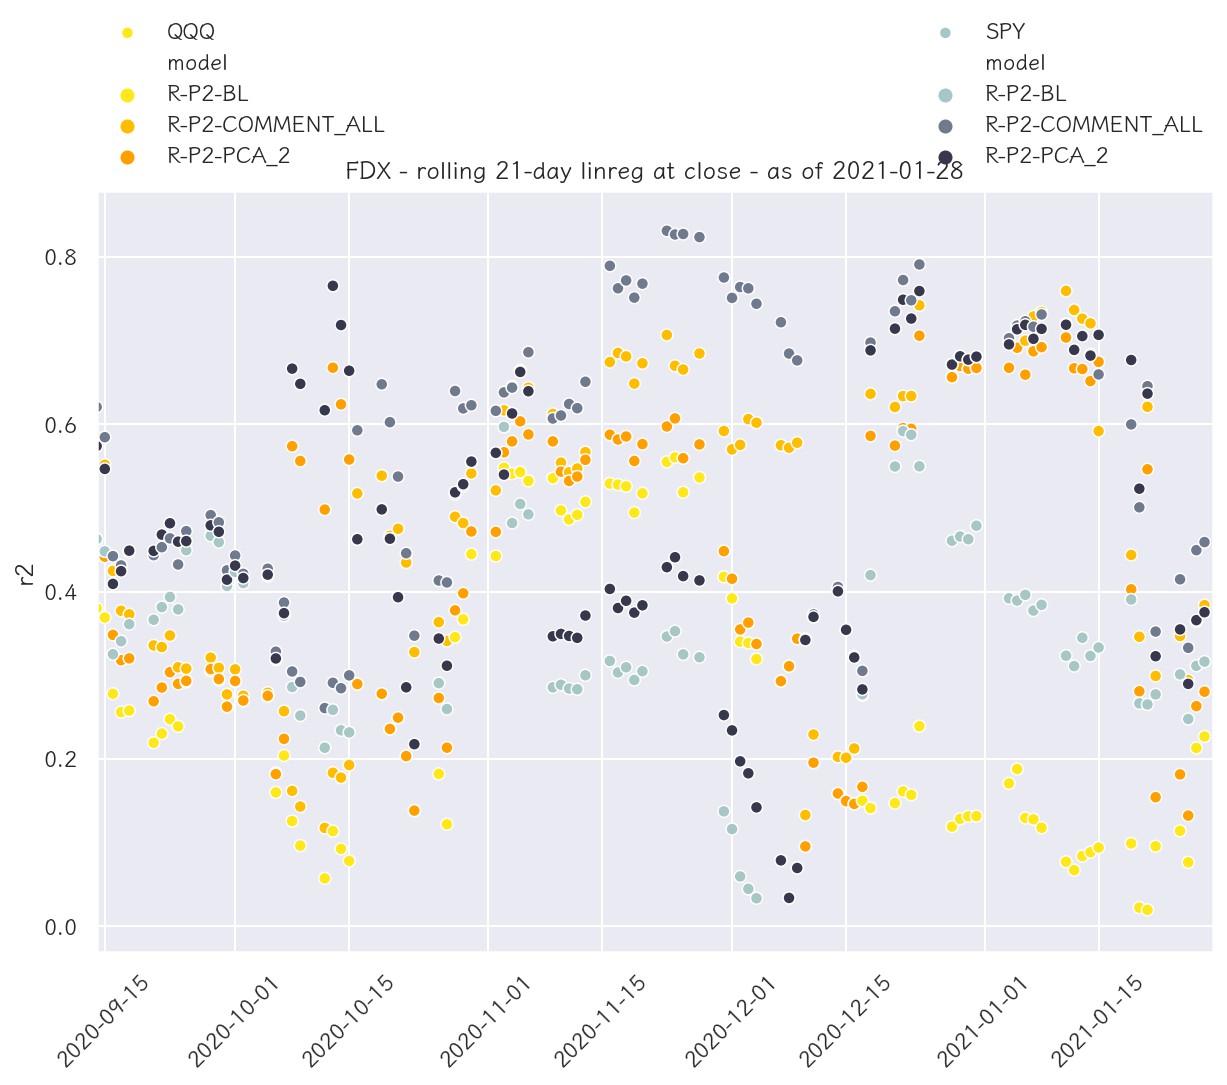 QQQ
model
R-P2-BL
R-P2-COMMENT_ALL
R-P2-PCA_2
SPY
model
R-P2-BL
R-P2-COMMENT_ALL
R-P2-PCA_2
FDX - rolling 21-day linreg at close - as of 2021-01-28
r2
0.8
0.6
0.4
0.2
0.0
2020-09-15
2020-10-01
2020-10-15
2020-11-01
2020-11-15
2020-12-01
2020-12-15
2021-01-01
2021-01-15